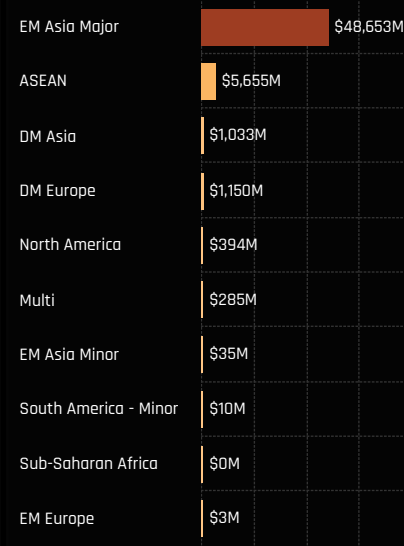 EM Asia Major $48,653M
ASEAN $5,655M
DM Asia $1,033M
DM Europe $1,150M
North America $394M
Multi $285M
EM Asia Minor $35M
South America - Minor $10M
Sub-Saharan Africa $0M
EM Europe $3M